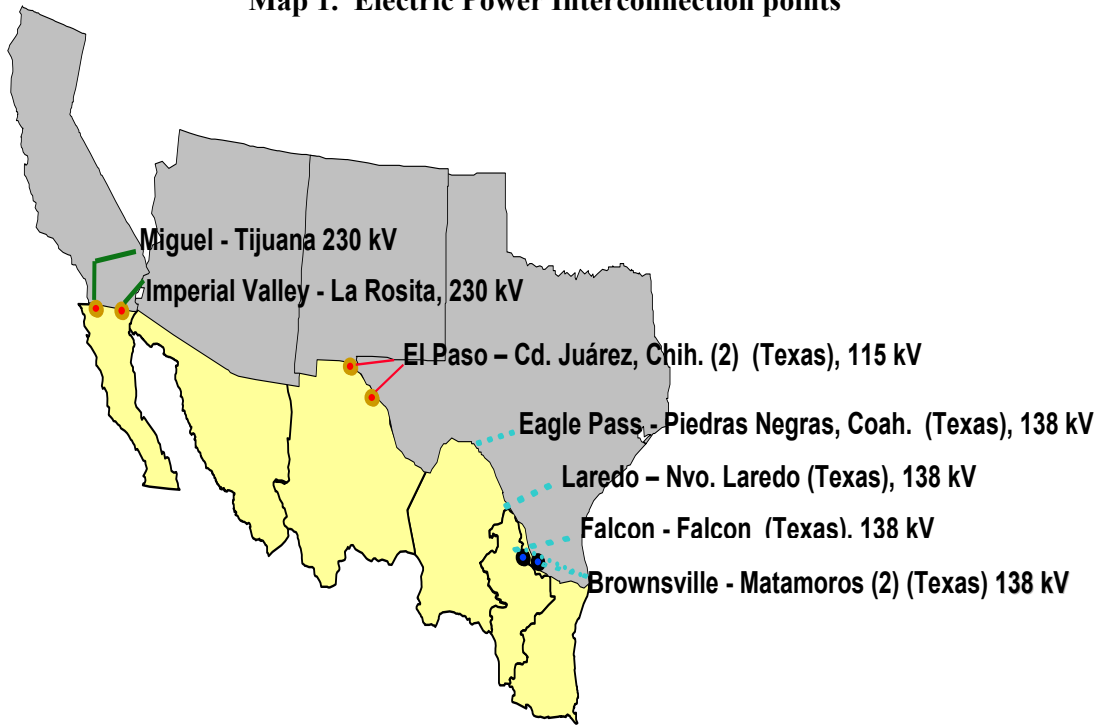 Map 1. Electric Power Interconnection points
Miguel - Tijuana 230 kV
Imperial Valley - La Rosita, 230 kV
El Paso – Cd. Juárez, Chih. (2) (Texas), 115 kV
Eagle Pass - Piedras Negras, Coah. (Texas), 138 kV
Laredo – Nvo. Laredo (Texas), 138 kV
Falcon - Falcon (Texas), 138 kV
Brownsville - Matamoros (2) (Texas) 138 kV